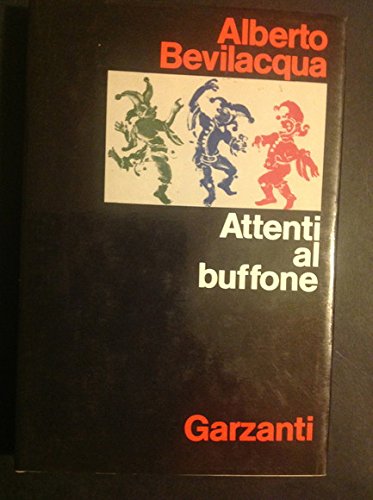 Alberto
Bevilacqua
Attenti
al
buffone
Garzanti